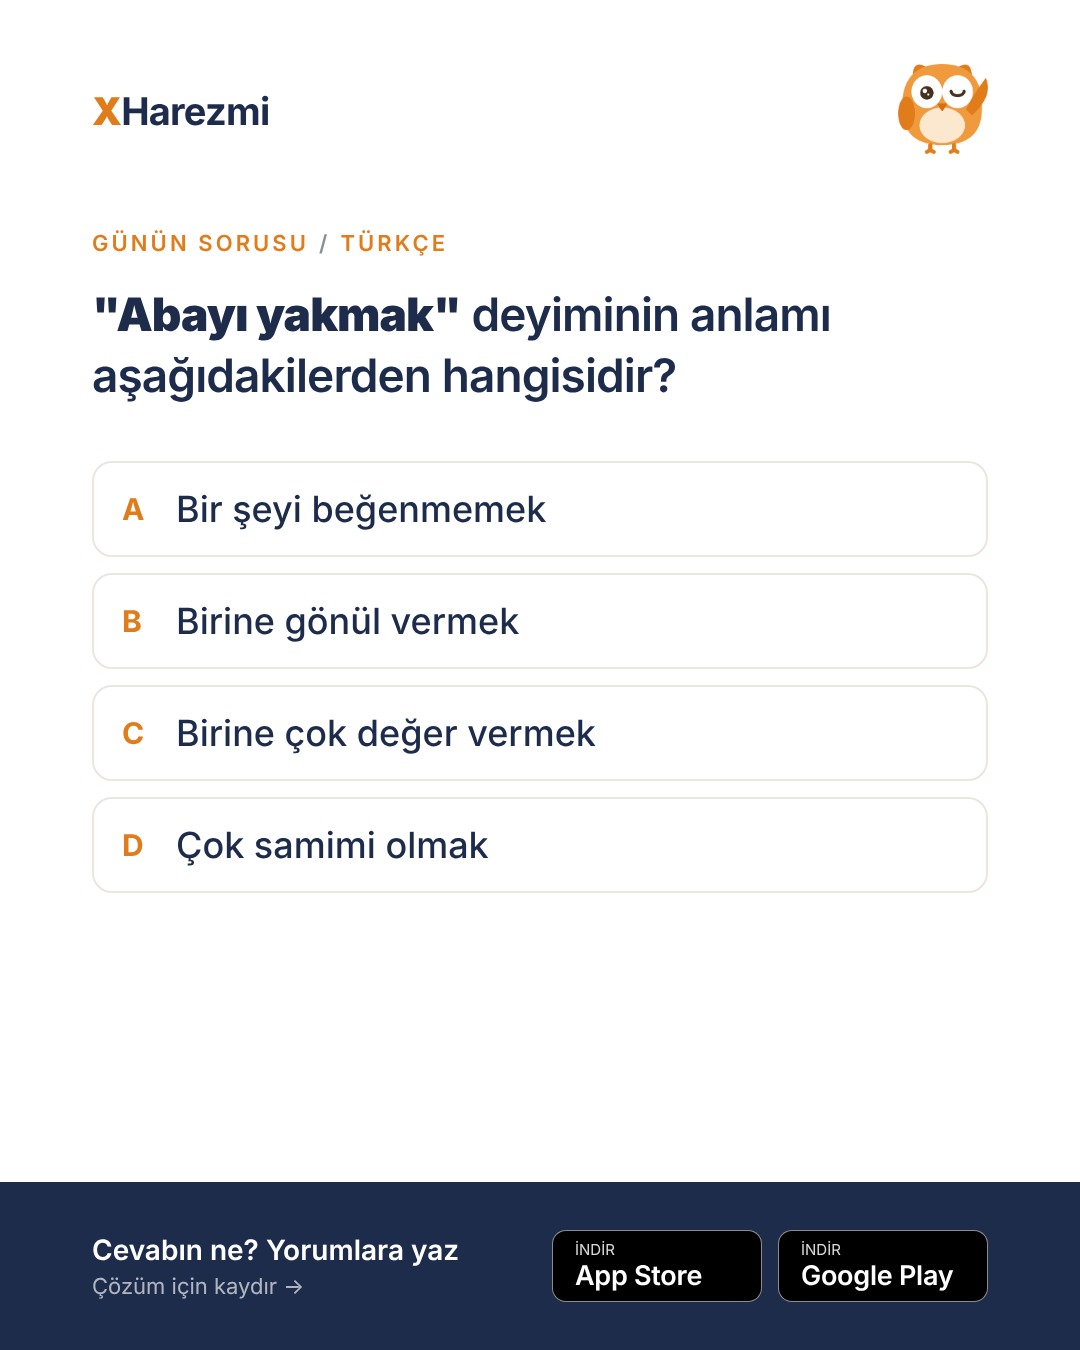 XHarezmi
GÜNÜN SORUSU / TÜRKÇE
"Abayı yakmak" deyiminin anlamı
aşağıdakilerden hangisidir?
A Bir şeyi beğenmemek
B Birine gönül vermek
C Birine çok değer vermek
D Çok samimi olmak
Cevabın ne? Yorumlara yaz
Çözüm için kaydır →
İNDİR
App Store
İNDİR
Google Play